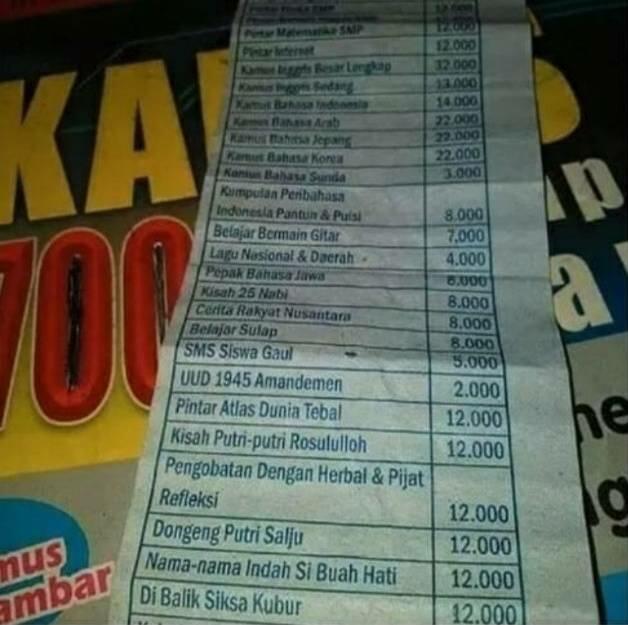 12.000
Pintar Matematika SMP 12.000
Pintar Internet 12.000
Kamus Inggris Besar Lengkap 32.000
Kamus Inggris Sedang 13.000
Kamus Bahasa Indonesia 14.000
Kamus Bahasa Arab 22.000
Kamus Bahasa Jepang 22.000
Kamus Bahasa Korea 22.000
Kamus Bahasa Sunda 3.000
Kumpulan Peribahasa
Indonesia Pantun & Puisi 8.000
Belajar Bermain Gitar 7.000
Lagu Nasional & Daerah 4.000
Pepak Bahasa Jawa 6.000
Kisah 25 Nabi 8.000
Cerita Rakyat Nusantara 8.000
Belajar Sulap 8.000
SMS Siswa Gaul 5.000
UUD 1945 Amandemen 2.000
Pintar Atlas Dunia Tebal 12.000
Kisah Putri-putri Rosululloh 12.000
Pengobatan Dengan Herbal & Pijat
Refleksi 12.000
Dongeng Putri Salju 12.000
Nama-nama Indah Si Buah Hati 12.000
Di Balik Siksa Kubur 12.000
KA
700
mus
ambar